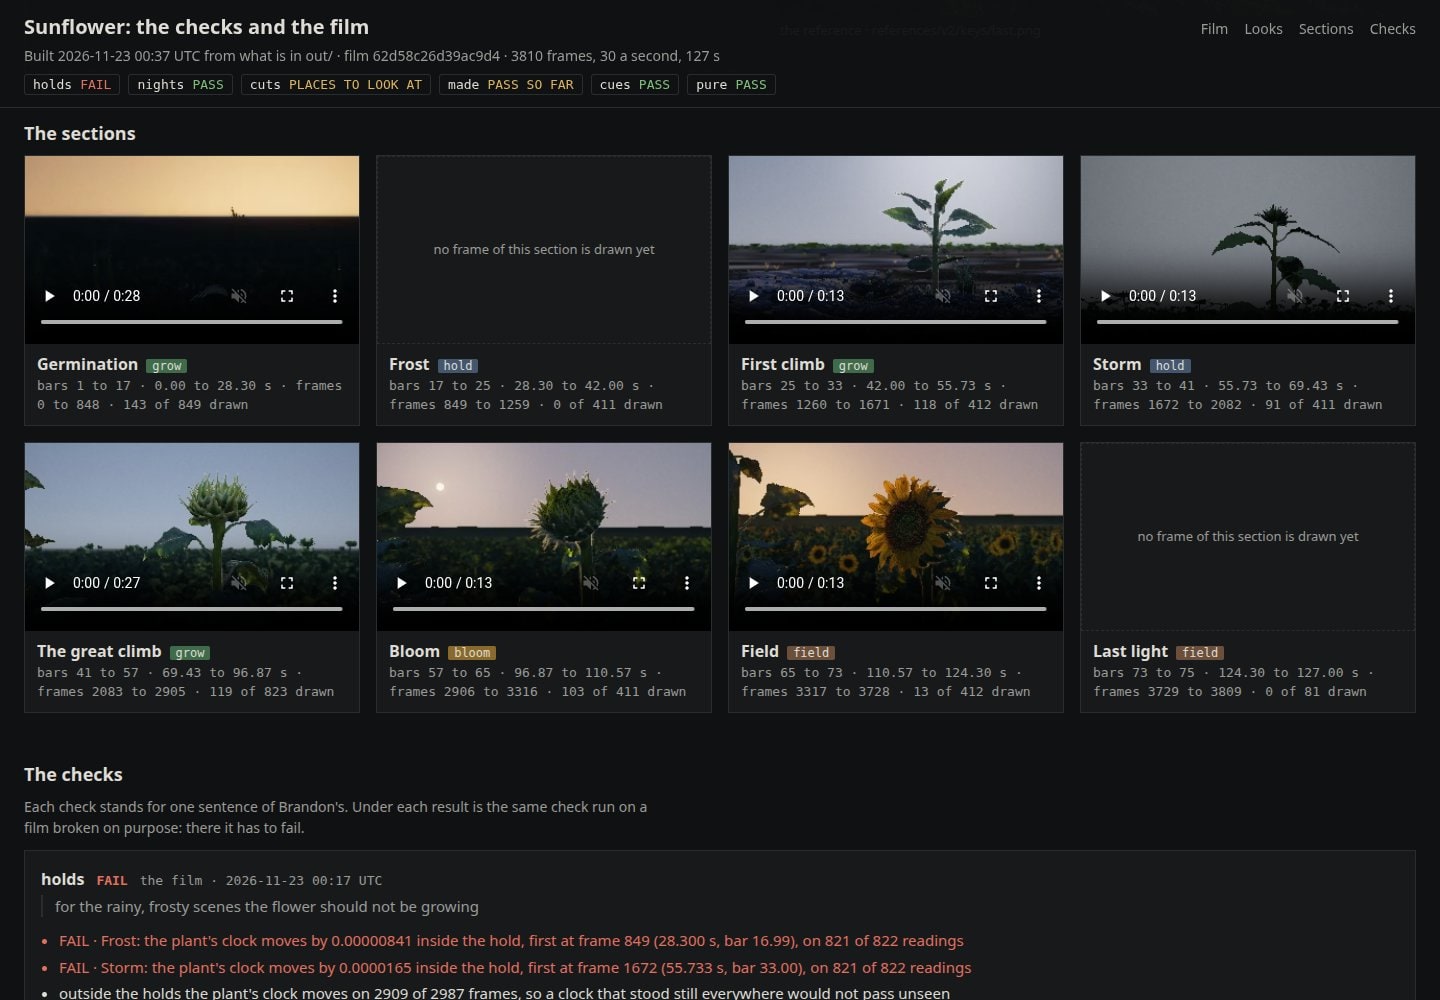 Sunflower: the checks and the film
the reference · references/v2/keys/fast.png
Film Looks Sections Checks
Built 2026-11-23 00:37 UTC from what is in out/ · film 62d58c26d39ac9d4 · 3810 frames, 30 a second, 127 s
holds FAIL nights PASS cuts PLACES TO LOOK AT made PASS SO FAR cues PASS pure PASS
The sections
0:00 / 0:28
Germination grow
bars 1 to 17 · 0.00 to 28.30 s · frames
0 to 848 · 143 of 849 drawn
no frame of this section is drawn yet
Frost hold
bars 17 to 25 · 28.30 to 42.00 s ·
frames 849 to 1259 · 0 of 411 drawn
0:00 / 0:13
First climb grow
bars 25 to 33 · 42.00 to 55.73 s ·
frames 1260 to 1671 · 118 of 412 drawn
0:00 / 0:13
Storm hold
bars 33 to 41 · 55.73 to 69.43 s ·
frames 1672 to 2082 · 91 of 411 drawn
0:00 / 0:27
The great climb grow
bars 41 to 57 · 69.43 to 96.87 s ·
frames 2083 to 2905 · 119 of 823 drawn
0:00 / 0:13
Bloom bloom
bars 57 to 65 · 96.87 to 110.57 s ·
frames 2906 to 3316 · 103 of 411 drawn
0:00 / 0:13
Field field
bars 65 to 73 · 110.57 to 124.30 s ·
frames 3317 to 3728 · 13 of 412 drawn
no frame of this section is drawn yet
Last light field
bars 73 to 75 · 124.30 to 127.00 s ·
frames 3729 to 3809 · 0 of 81 drawn
The checks
Each check stands for one sentence of Brandon's. Under each result is the same check run on a
film broken on purpose: there it has to fail.
holds FAIL the film · 2026-11-23 00:17 UTC
for the rainy, frosty scenes the flower should not be growing
• FAIL · Frost: the plant's clock moves by 0.00000841 inside the hold, first at frame 849 (28.300 s, bar 16.99), on 821 of 822 readings
• FAIL · Storm: the plant's clock moves by 0.0000165 inside the hold, first at frame 1672 (55.733 s, bar 33.00), on 821 of 822 readings
• outside the holds the plant's clock moves on 2909 of 2987 frames, so a clock that stood still everywhere would not pass unseen